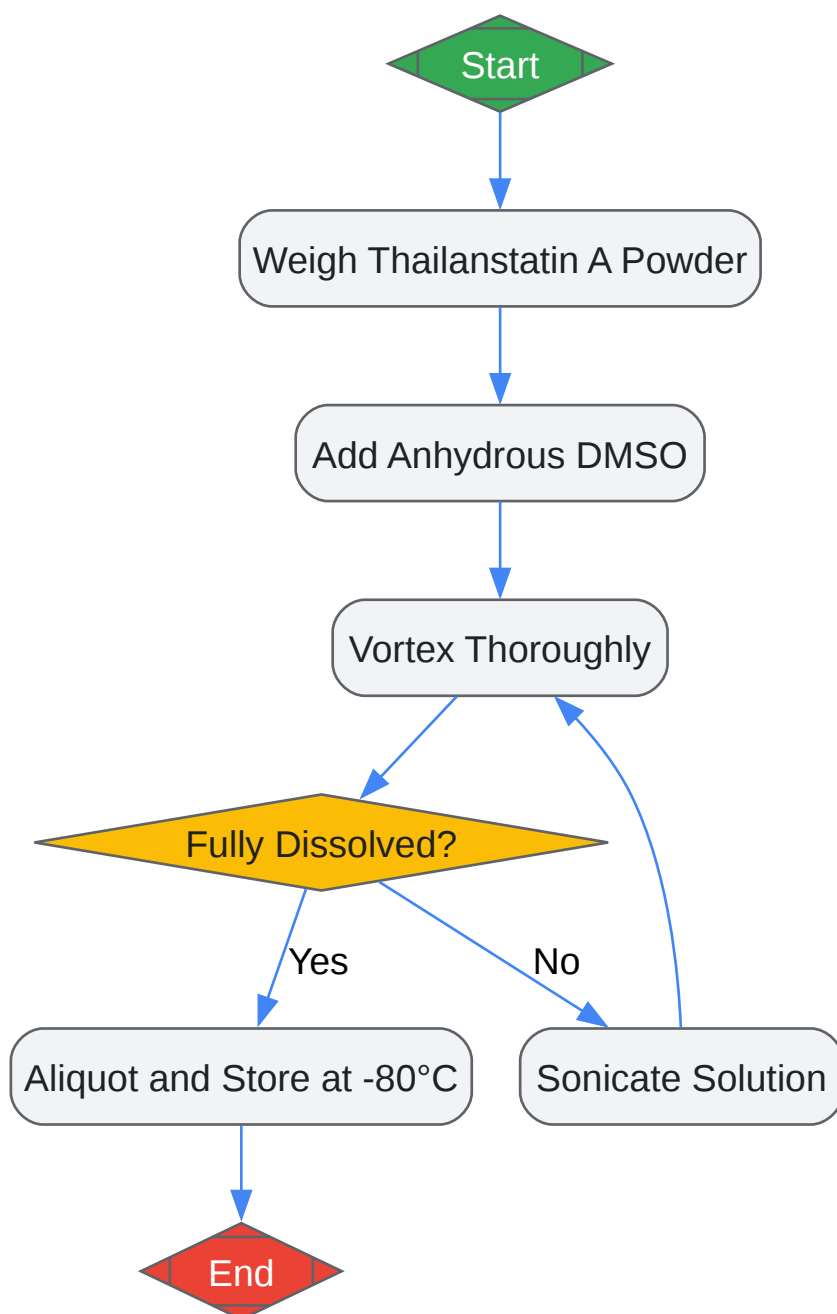 Start
Weigh Thailanstatin A Powder
Add Anhydrous DMSO
Vortex Thoroughly
Fully Dissolved?
Yes
No
Aliquot and Store at -80°C
Sonicate Solution
End